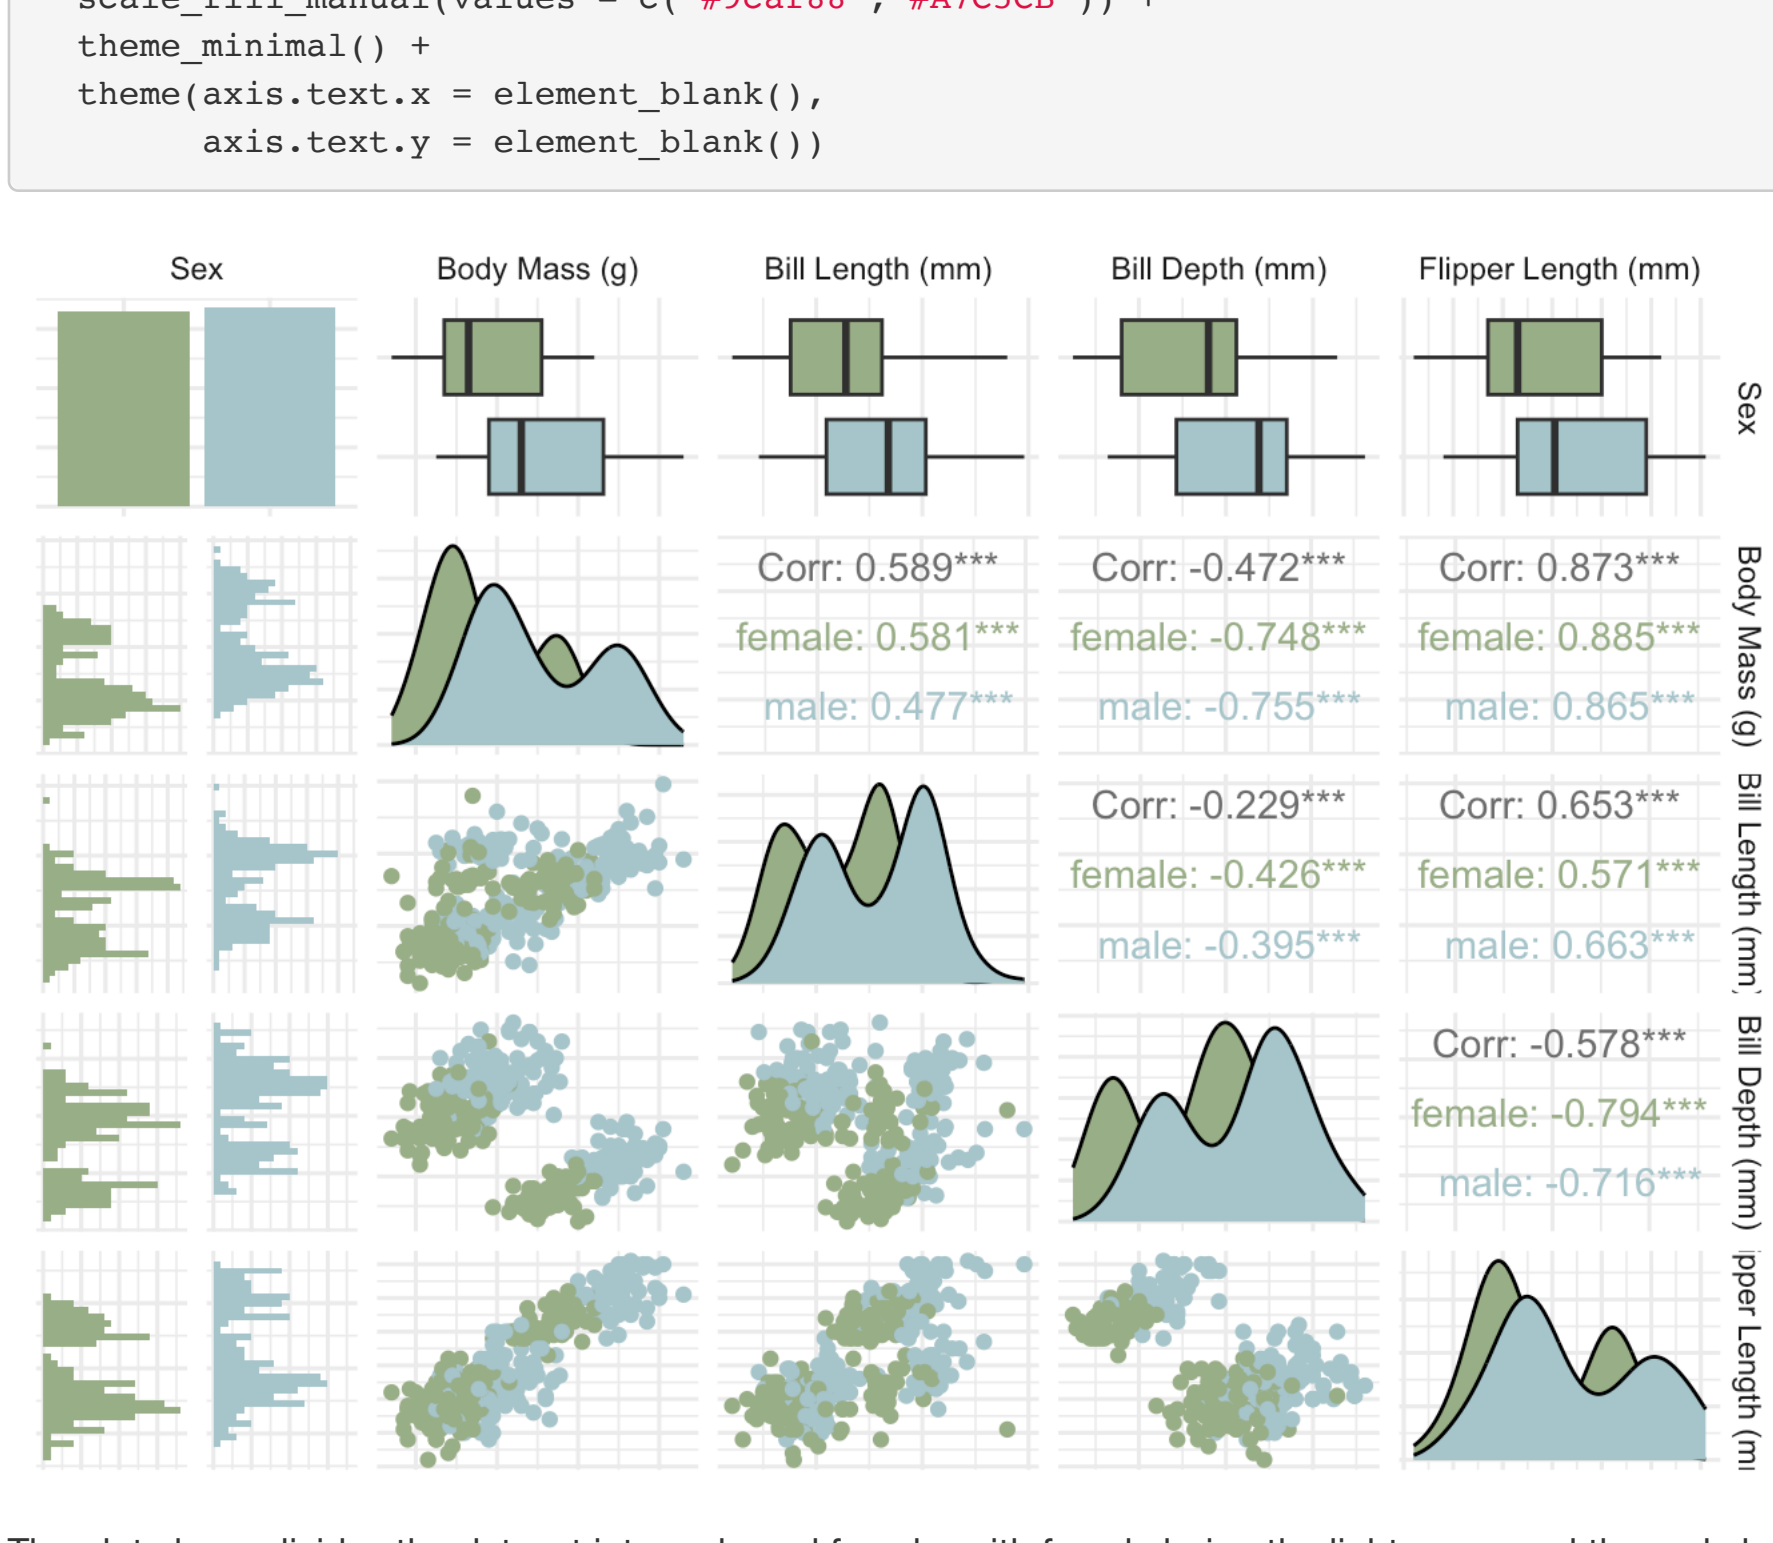 theme_minimal() +
theme(axis.text.x = element_blank(),
axis.text.y = element_blank())
Sex Body Mass (g) Bill Length (mm) Bill Depth (mm) Flipper Length (mm)
Sex
Corr: 0.589*** Corr: -0.472*** Corr: 0.873***
female: 0.581*** female: -0.748*** female: 0.885***
male: 0.477*** male: -0.755*** male: 0.865***
Body Mass (g)
Corr: -0.229*** Corr: 0.653***
female: -0.426*** female: 0.571***
male: -0.395*** male: 0.663***
Bill Length (mm)
Corr: -0.578***
female: -0.794***
male: -0.716***
Bill Depth (mm)
Length